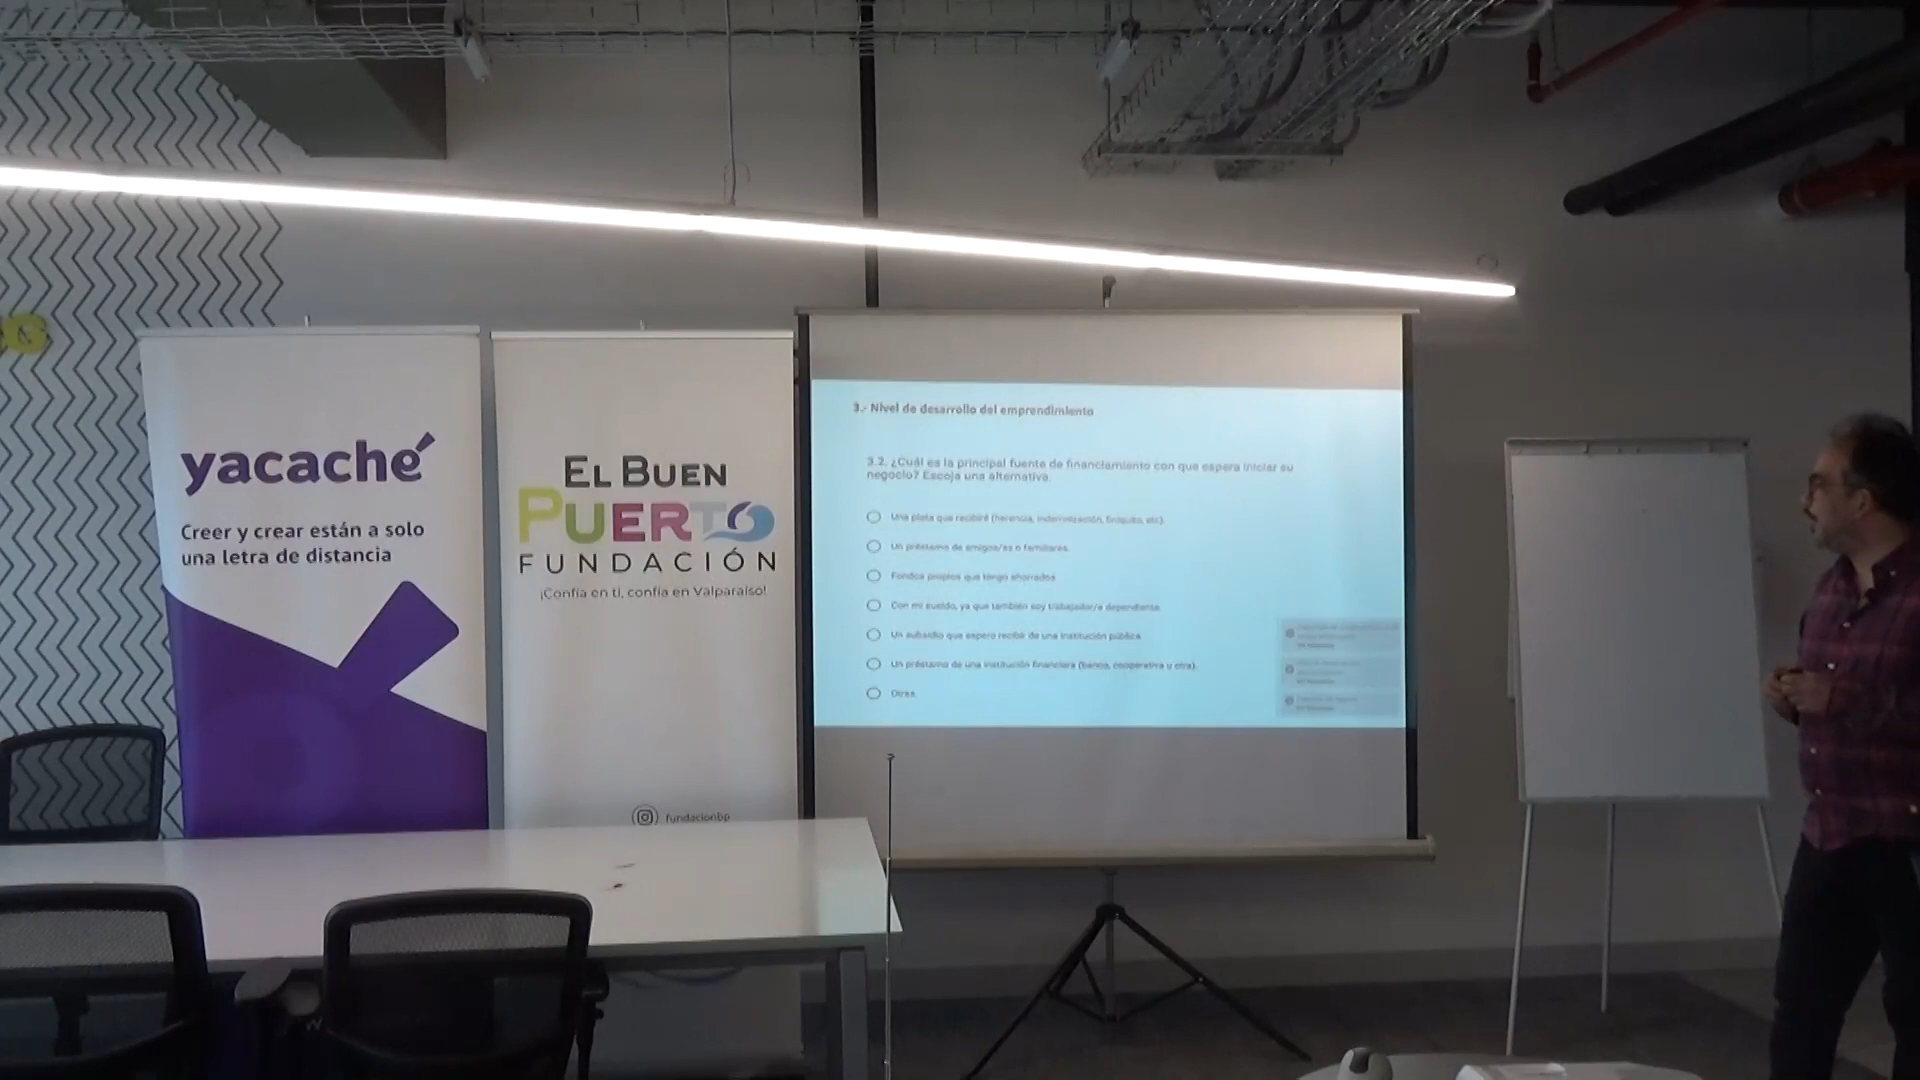 yacaché
Creer y crear están a solo
una letra de distancia
EL BUEN
PUERTO
FUNDACIÓN
¡Confía en ti, confía en Valparaíso!
fundacionbp
3.- Nivel de desarrollo del emprendimiento
3.2. ¿Cuál es la principal fuente de financiamiento con que espera iniciar su
negocio? Escoja una alternativa.
Una plata que recibiré (herencia, indemnización, finiquito, etc).
Un préstamo de amigos/as o familiares.
Fondos propios que tengo ahorrados.
Con mi sueldo, ya que también soy trabajador/a dependiente.
Un subsidio que espero recibir de una institución pública.
Un préstamo de una institución financiera (banco, cooperativa u otra).
Otras.